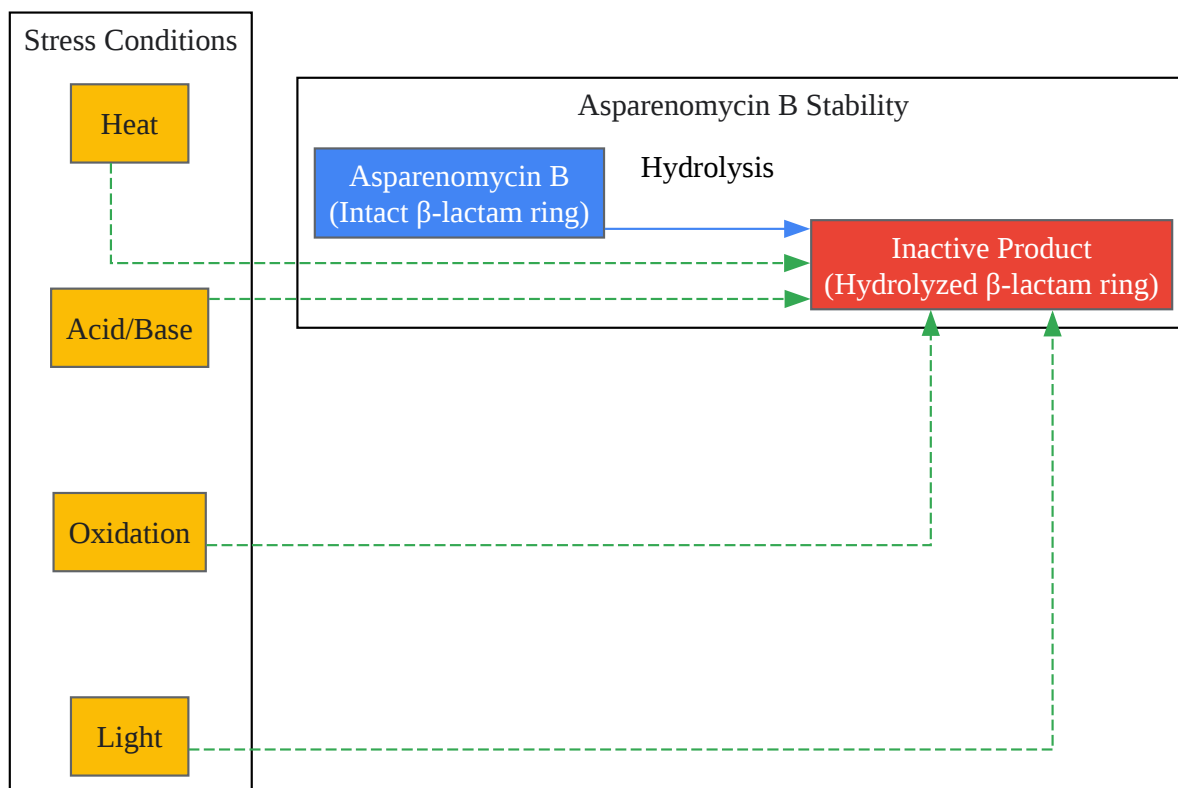 Stress Conditions
Heat
Acid/Base
Oxidation
Light
Asparenomycin B Stability
Asparenomycin B
(Intact β-lactam ring)
Hydrolysis
Inactive Product
(Hydrolyzed β-lactam ring)